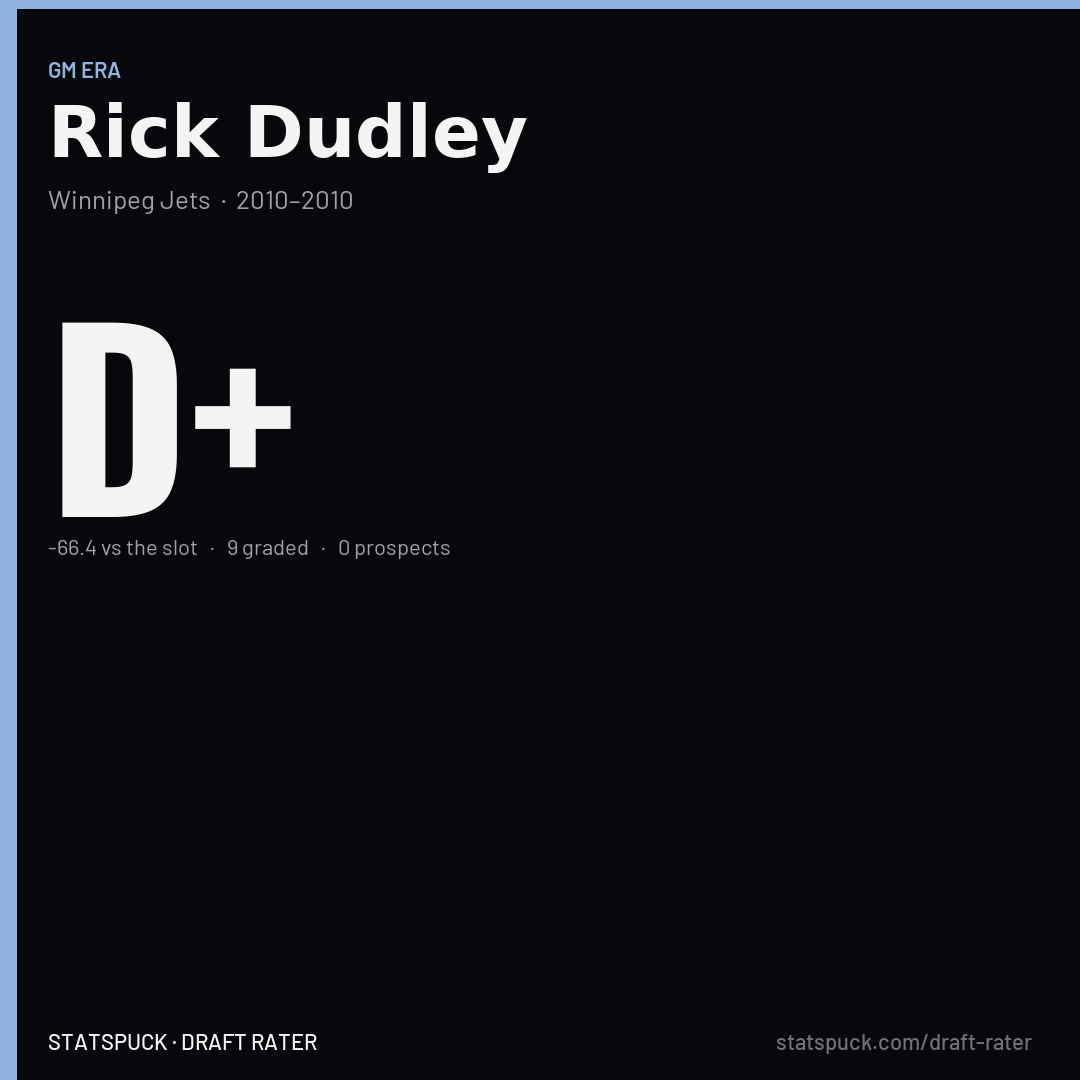 GM ERA
Rick Dudley
Winnipeg Jets · 2010–2010
D+
-66.4 vs the slot · 9 graded · 0 prospects
STATSPUCK · DRAFT RATER
statspuck.com/draft-rater